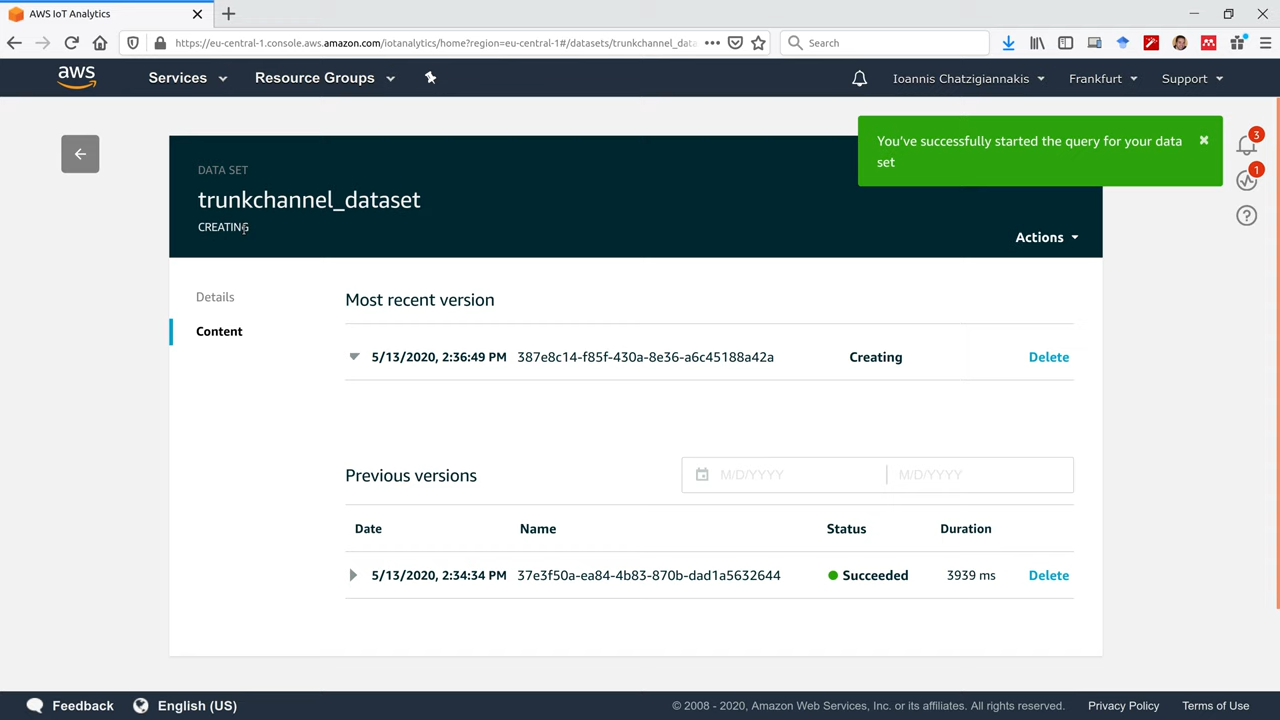 AWS IoT Analytics
https://eu-central-1.console.aws.amazon.com/iotanalytics/home?region=eu-central-1#/datasets/trunkchannel_data
Search
aws
Services
Resource Groups
Ioannis Chatzigiannakis
Frankfurt
Support
You've successfully started the query for your data
set
3
1
DATA SET
trunkchannel_dataset
CREATING
Actions
Details
Content
Most recent version
5/13/2020, 2:36:49 PM 387e8c14-f85f-430a-8e36-a6c45188a42a Creating Delete
Previous versions
M/D/YYYY M/D/YYYY
Date Name Status Duration
5/13/2020, 2:34:34 PM 37e3f50a-ea84-4b83-870b-dad1a5632644 Succeeded 3939 ms Delete
Feedback
English (US)
© 2008 - 2020, Amazon Web Services, Inc. or its affiliates. All rights reserved.
Privacy Policy
Terms of Use